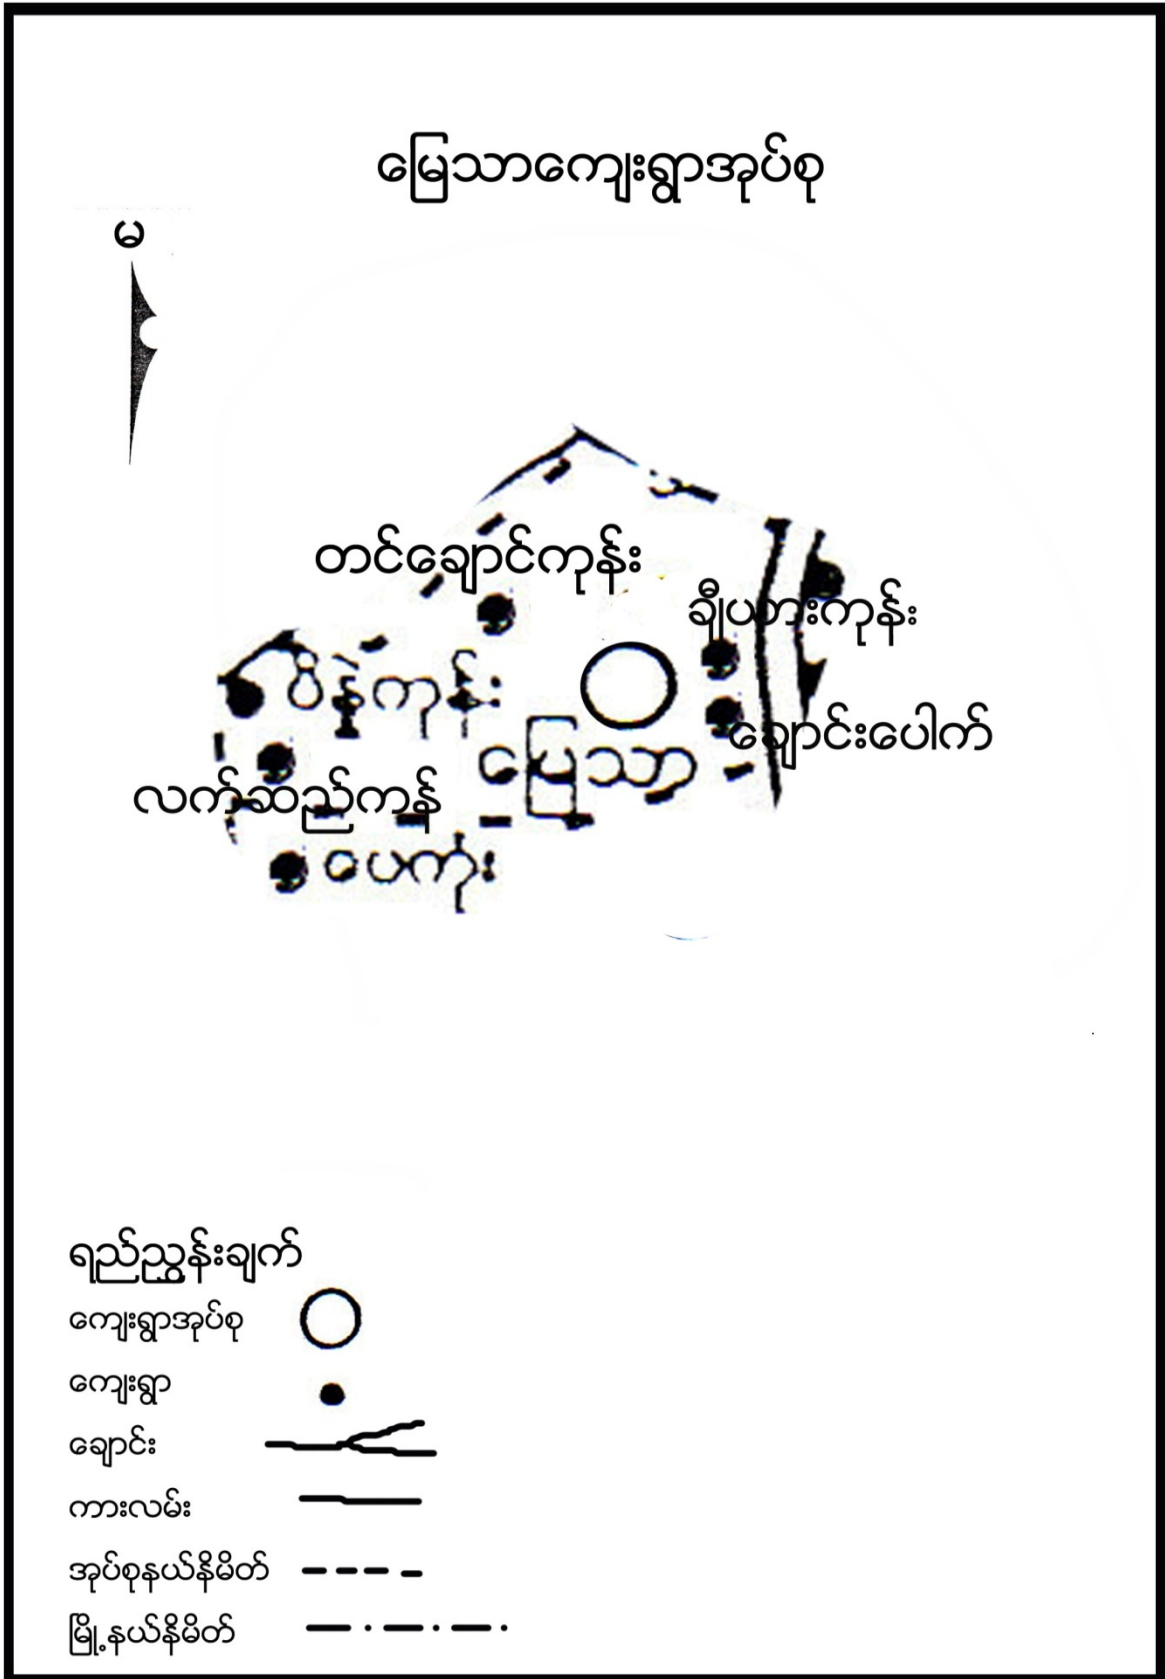 မြေသာကျေးရွာအုပ်စု
မ
တင်ချောင်ကုန်း
ချီယားကုန်း
ပိန္နဲကုန်း
ချောင်းပေါက်
မြေသာ
လက်ဆည်ကန်
ပေကုံး
ရည်ညွှန်းချက်
ကျေးရွာအုပ်စု
ကျေးရွာ
ချောင်း
ကားလမ်း
အုပ်စုနယ်နိမိတ်
မြို့နယ်နိမိတ်